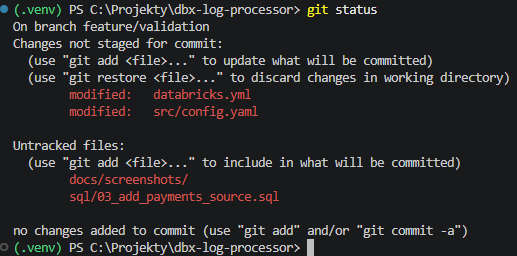 (.venv) PS C:\Projekty\dbx-log-processor> git status
On branch feature/validation
Changes not staged for commit:
  (use "git add <file>..." to update what will be committed)
  (use "git restore <file>..." to discard changes in working directory)
        modified:   databricks.yml
        modified:   src/config.yaml

Untracked files:
  (use "git add <file>..." to include in what will be committed)
        docs/screenshots/
        sql/03_add_payments_source.sql

no changes added to commit (use "git add" and/or "git commit -a")
(.venv) PS C:\Projekty\dbx-log-processor>